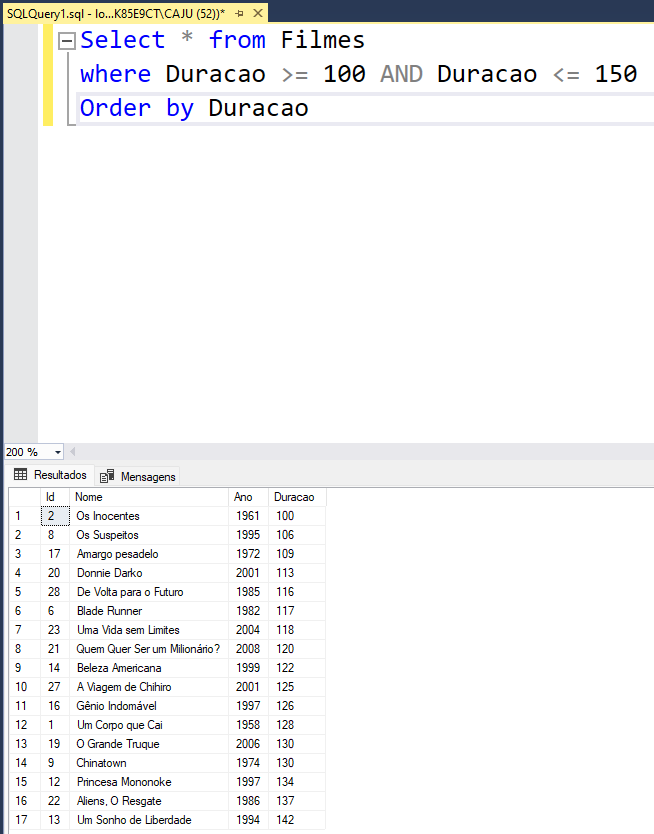 SQLQuery1.sql - lo...K85E9CT\CAJU (52))*
Select * from Filmes
where Duracao >= 100 AND Duracao <= 150
Order by Duracao
200 %
Resultados Mensagens
Id Nome Ano Duracao
1 2 Os Inocentes 1961 100
2 8 Os Suspeitos 1995 106
3 17 Amargo pesadelo 1972 109
4 20 Donnie Darko 2001 113
5 28 De Volta para o Futuro 1985 116
6 6 Blade Runner 1982 117
7 23 Uma Vida sem Limites 2004 118
8 21 Quem Quer Ser um Milionário? 2008 120
9 14 Beleza Americana 1999 122
10 27 A Viagem de Chihiro 2001 125
11 16 Gênio Indomável 1997 126
12 1 Um Corpo que Cai 1958 128
13 19 O Grande Truque 2006 130
14 9 Chinatown 1974 130
15 12 Princesa Mononoke 1997 134
16 22 Aliens, O Resgate 1986 137
17 13 Um Sonho de Liberdade 1994 142